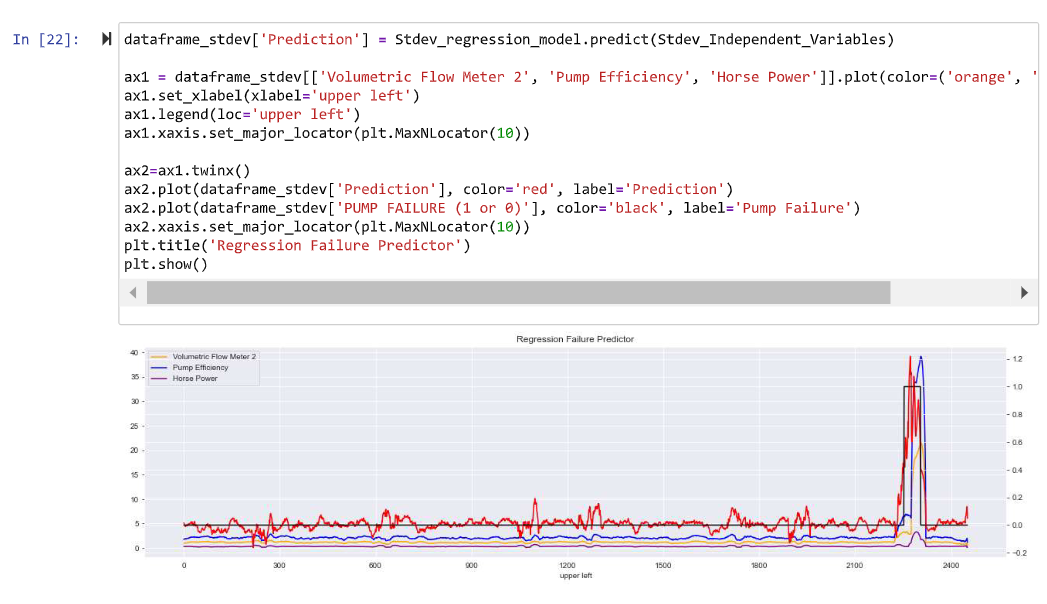 In [22]:
dataframe_stdev['Prediction'] = Stdev_regression_model.predict(Stdev_Independent_Variables)
ax1 = dataframe_stdev[['Volumetric Flow Meter 2', 'Pump Efficiency', 'Horse Power']].plot(color=('orange', '
ax1.set_xlabel(xlabel='upper left')
ax1.legend(loc='upper left')
ax1.xaxis.set_major_locator(plt.MaxNLocator(10))
ax2=ax1.twinx()
ax2.plot(dataframe_stdev['Prediction'], color='red', label='Prediction')
ax2.plot(dataframe_stdev['PUMP FAILURE (1 or 0)'], color='black', label='Pump Failure')
ax2.xaxis.set_major_locator(plt.MaxNLocator(10))
plt.title('Regression Failure Predictor')
plt.show()
Regression Failure Predictor
Volumetric Flow Meter 2
Pump Efficiency
Horse Power
40
35
30
25
20
15
10
5
0
1.2
1.0
0.8
0.6
0.4
0.2
0.0
−0.2
0 300 600 900 1200 1500 1800 2100 2400
upper left